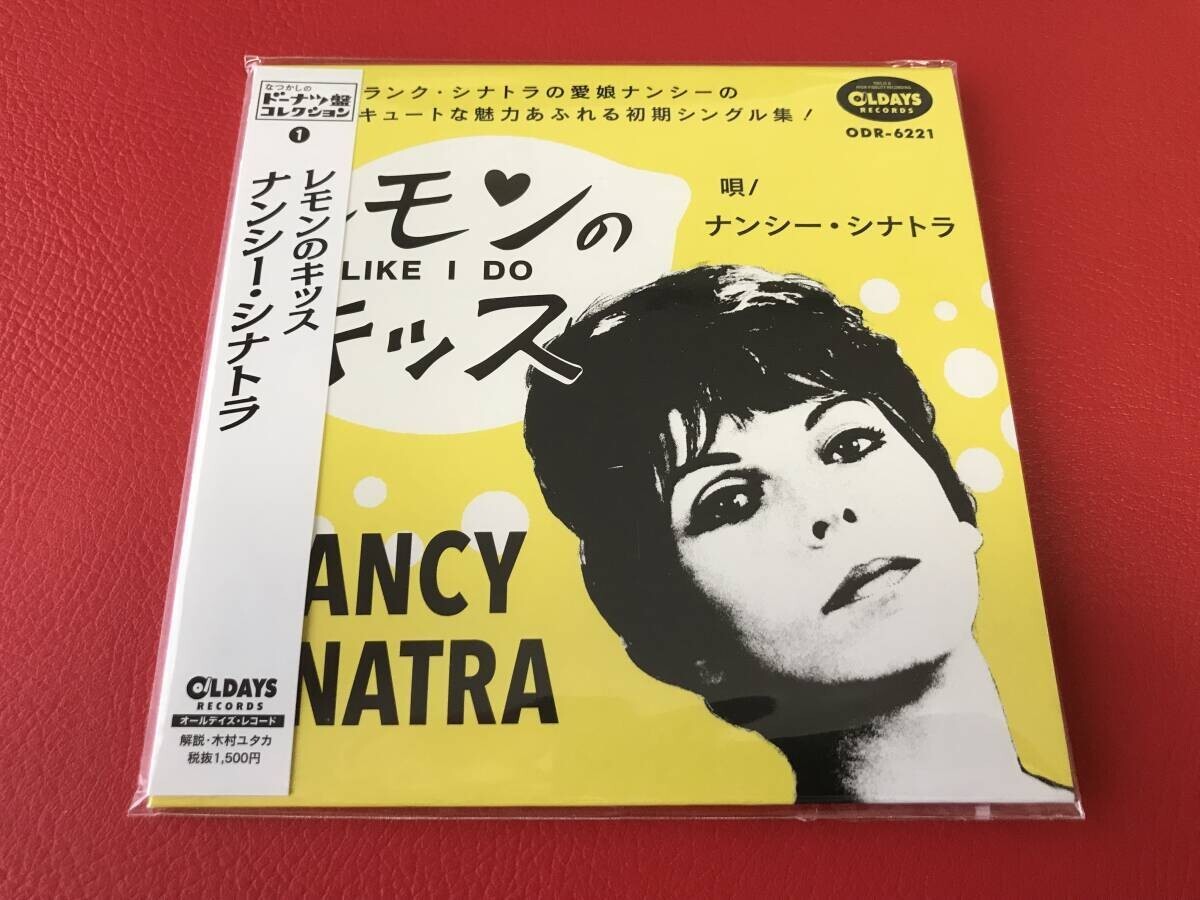 なつかしの
ドーナツ盤
コレクション
1
レモンのキッス
ナンシー・シナトラ
OLDAYS
RECORDS
オールデイズ・レコード
解説・木村ユタカ
税抜1,500円
ランク・シナトラの愛娘ナンシーの
キュートな魅力あふれる初期シングル集!
OLDAYS
RECORDS
ODR-6221
唄/
ナンシー・シナトラ
モンの
LIKE I DO
キッス
ANCY
NATRA